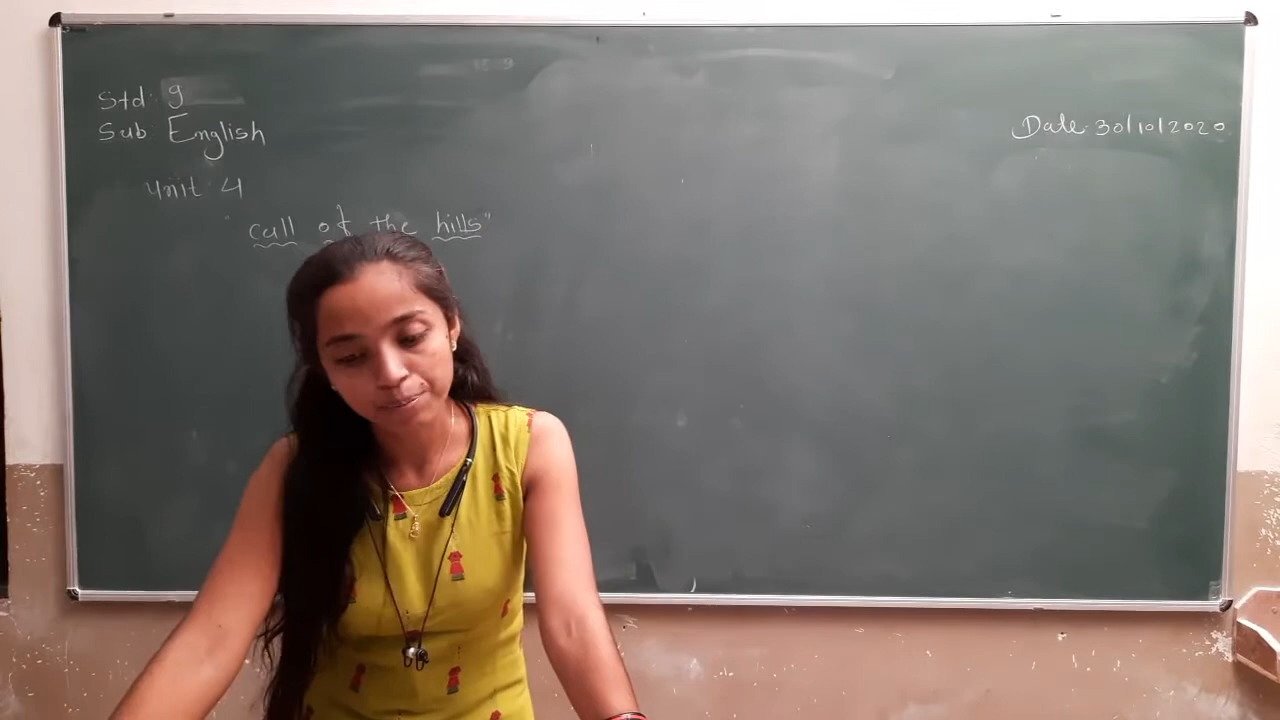 Std 9
Sub English
Date 30/10/2020
Unit 4
"call of the hills"